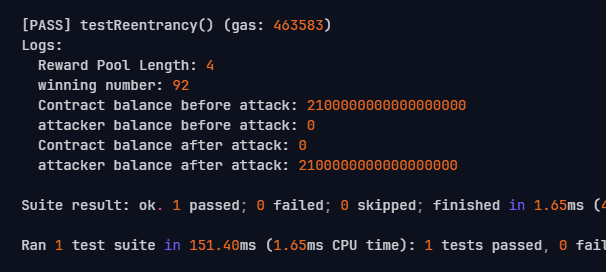 [PASS] testReentrancy() (gas: 463583)
Logs:
Reward Pool Length: 4
winning number: 92
Contract balance before attack: 2100000000000000000
attacker balance before attack: 0
Contract balance after attack: 0
attacker balance after attack: 2100000000000000000
Suite result: ok. 1 passed; 0 failed; 0 skipped; finished in 1.65ms (
Ran 1 test suite in 151.40ms (1.65ms CPU time): 1 tests passed, 0